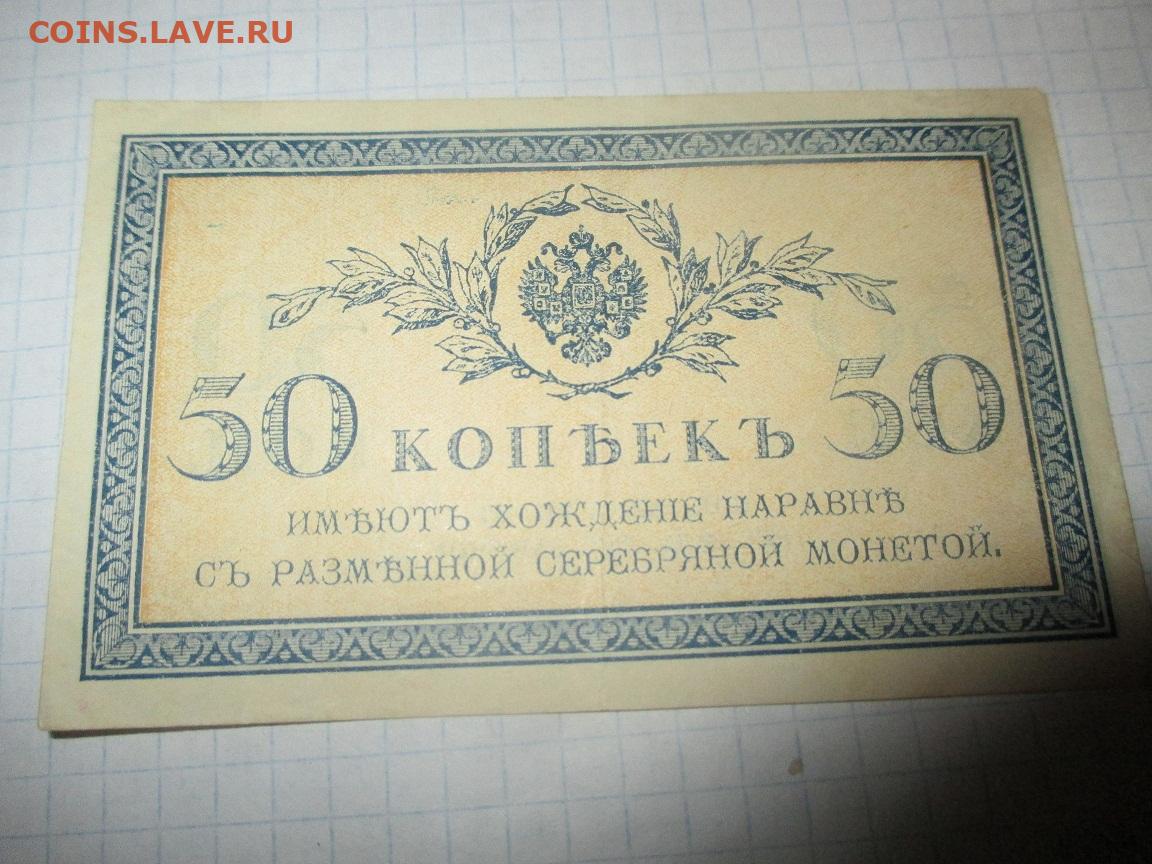 COINS.LAVE.RU
50 КОПѢЕКЪ 50
ИМѢЮТЪ ХОЖДЕНІЕ НАРАВНѢ
СЪ РАЗМѢННОЙ СЕРЕБРЯНОЙ МОНЕТОЙ.